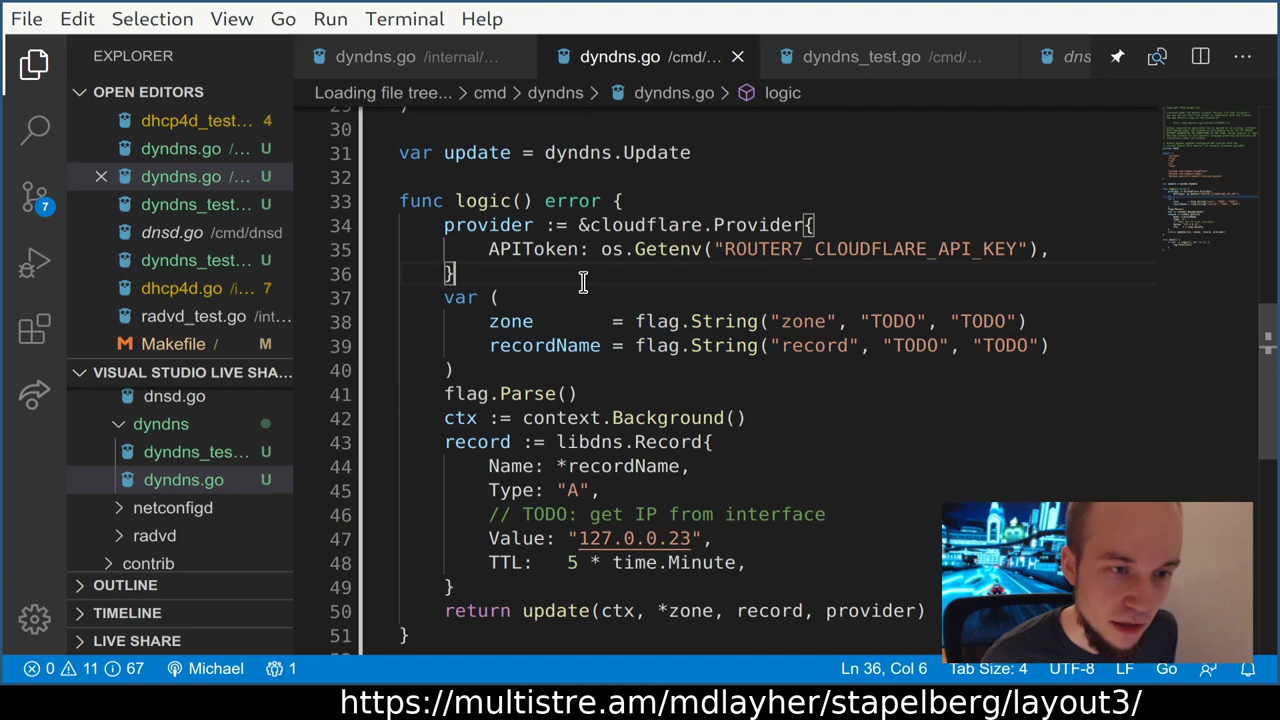 File Edit Selection View Go Run Terminal Help
EXPLORER
OPEN EDITORS
dhcp4d_test... 4
dyndns.go /... U
dyndns.go /... U
dyndns_test... U
dnsd.go /cmd/dnsd
dyndns_test... U
dhcp4d.go /i... 7
radvd_test.go /int...
Makefile / M
VISUAL STUDIO LIVE SHA...
dnsd.go
dyndns
dyndns_tes... U
dyndns.go U
netconfigd
radvd
contrib
OUTLINE
TIMELINE
LIVE SHARE
7
dyndns.go /internal/...
dyndns.go /cmd/...
dyndns_test.go /cmd/...
dns
Loading file tree... cmd dyndns dyndns.go logic
29 )
30
31 var update = dyndns.Update
32
33 func logic() error {
34 provider := &cloudflare.Provider{
35 APIToken: os.Getenv("ROUTER7_CLOUDFLARE_API_KEY"),
36 }
37 var (
38 zone = flag.String("zone", "TODO", "TODO")
39 recordName = flag.String("record", "TODO", "TODO")
40 )
41 flag.Parse()
42 ctx := context.Background()
43 record := libdns.Record{
44 Name: *recordName,
45 Type: "A",
46 // TODO: get IP from interface
47 Value: "127.0.0.23",
48 TTL: 5 * time.Minute,
49 }
50 return update(ctx, *zone, record, provider)
51 }
0 11 67 Michael 1 Ln 36, Col 6 Tab Size: 4 UTF-8 LF Go
https://multistre.am/mdlayher/stapelberg/layout3/